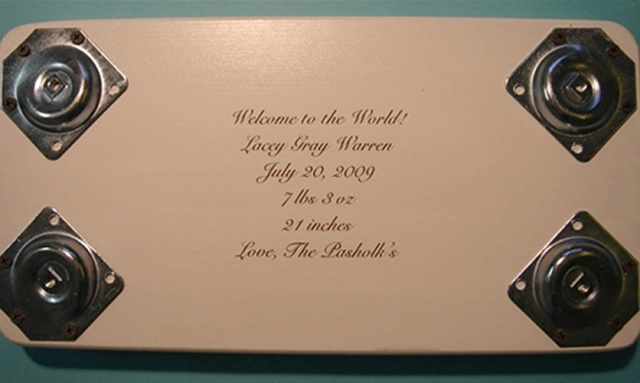 Welcome to the World!
Lacey Gray Warren
July 20, 2009
7 lbs 3 oz
21 inches
Love, The Pasholk's